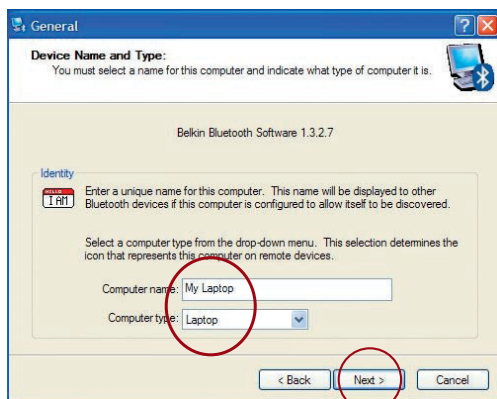 General
Device Name and Type:
You must select a name for this computer and indicate what type of computer it is.
Belkin Bluetooth Software 1.3.2.7
Identity
HELLO
I AM
Enter a unique name for this computer. This name will be displayed to other
Bluetooth devices if this computer is configured to allow itself to be discovered.
Select a computer type from the drop-down menu. This selection determines the
icon that represents this computer on remote devices.
Computer name: My Laptop
Computer type: Laptop
< Back Next > Cancel